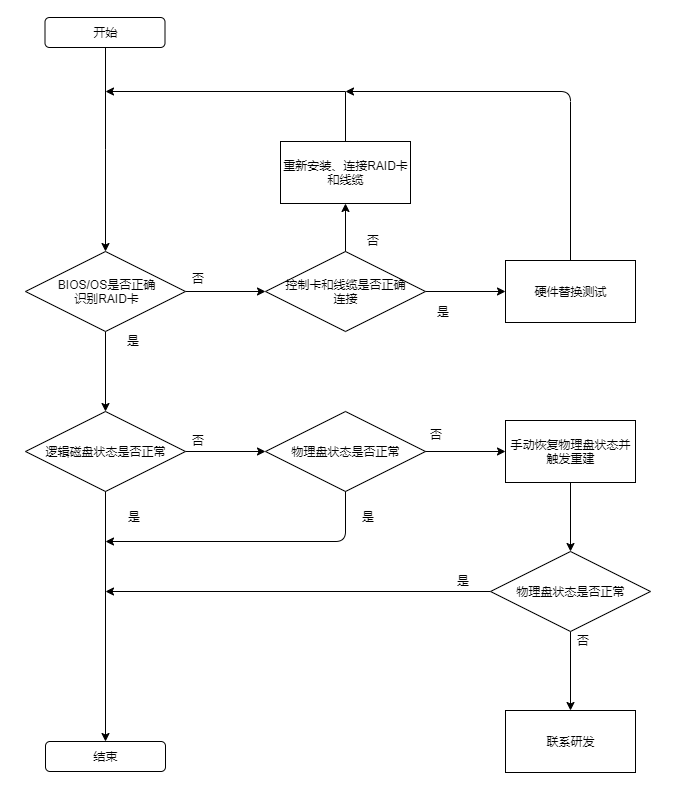 开始
重新安装、连接RAID卡
和线缆
否
BIOS/OS是否正确
识别RAID卡
否
控制卡和线缆是否正确
连接
是
硬件替换测试
是
逻辑磁盘状态是否正常
否
物理盘状态是否正常
否
手动恢复物理盘状态并
触发重建
是
是
是
物理盘状态是否正常
否
联系研发
结束